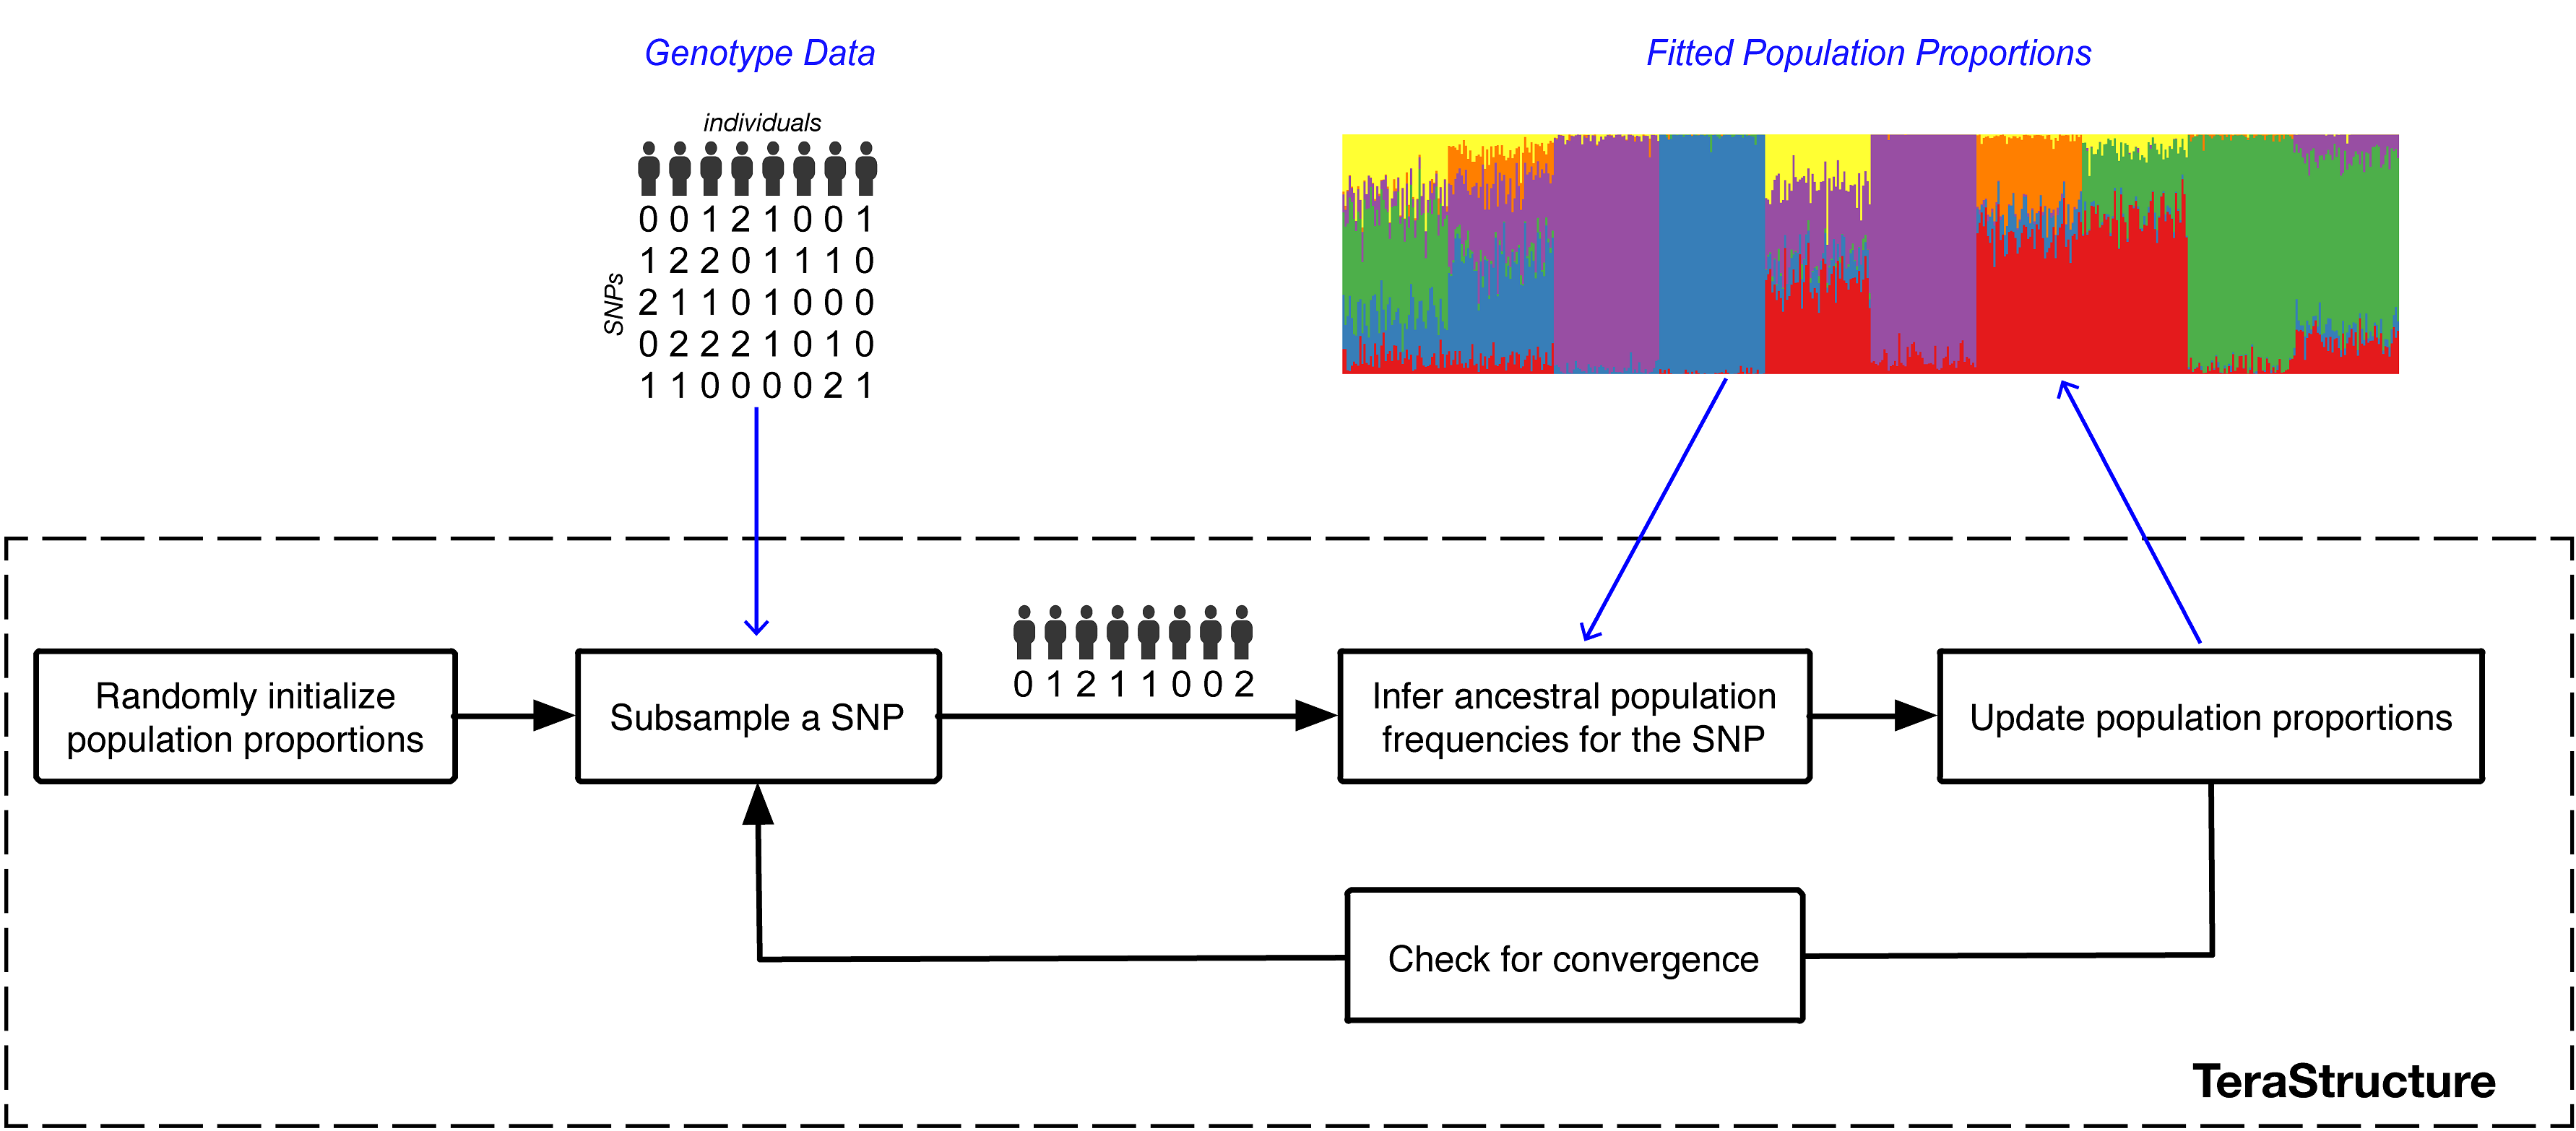 Genotype Data
Fitted Population Proportions
individuals
SNPs
0 0 1 2 1 0 0 1
1 2 2 0 1 1 1 0
2 1 1 0 1 0 0 0
0 2 2 2 1 0 1 0
1 1 0 0 0 0 2 1
Randomly initialize
population proportions
Subsample a SNP
0 1 2 1 1 0 0 2
Infer ancestral population
frequencies for the SNP
Update population proportions
Check for convergence
TeraStructure